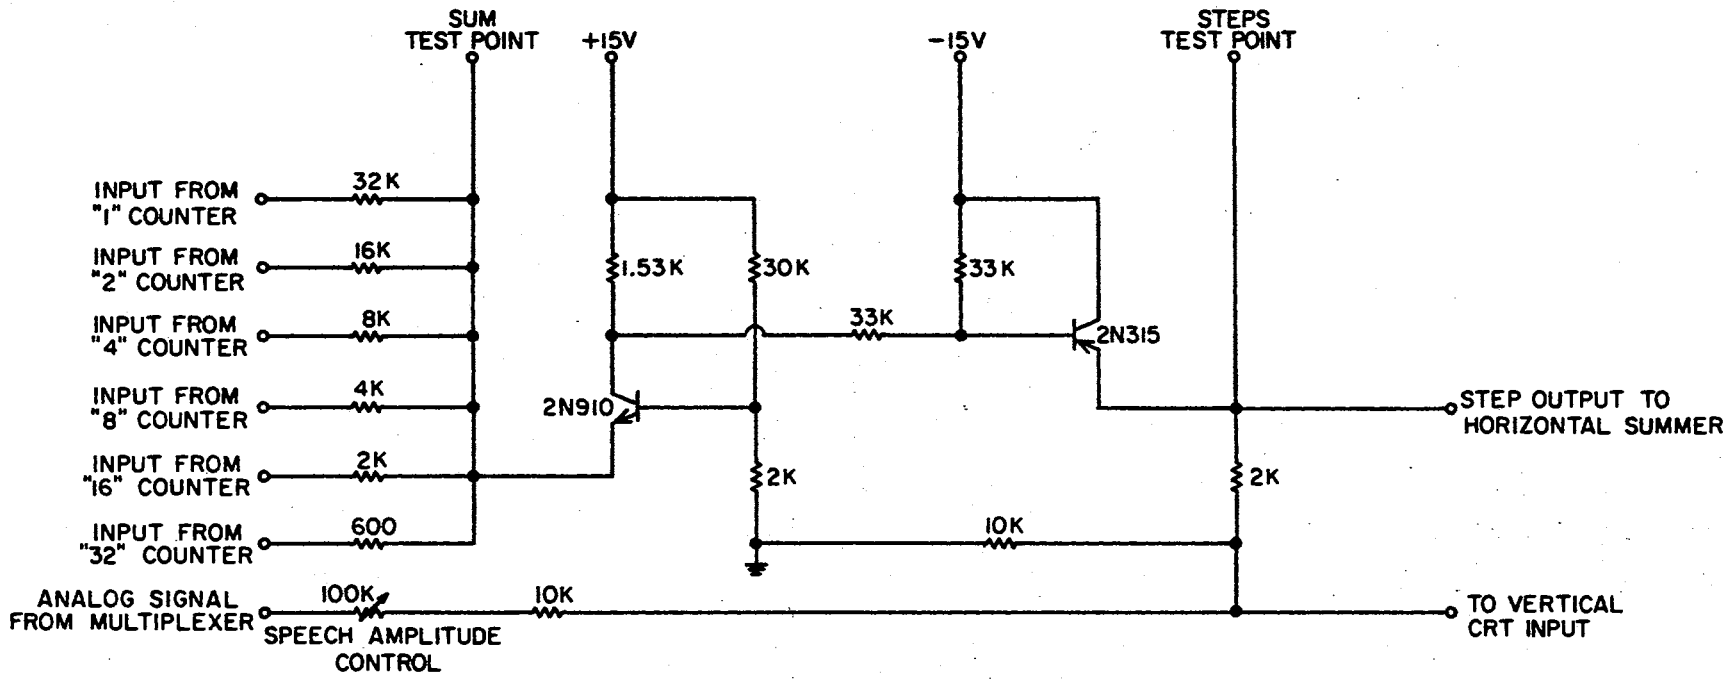 SUM
TEST POINT
+15V
-15V
STEPS
TEST POINT
INPUT FROM
"1" COUNTER
32K
INPUT FROM
"2" COUNTER
16K
1.53K
30K
33K
INPUT FROM
"4" COUNTER
8K
33K
2N315
INPUT FROM
"8" COUNTER
4K
2N910
STEP OUTPUT TO
HORIZONTAL SUMMER
INPUT FROM
"16" COUNTER
2K
2K
2K
INPUT FROM
"32" COUNTER
600
10K
ANALOG SIGNAL
FROM MULTIPLEXER
100K
SPEECH AMPLITUDE
CONTROL
10K
TO VERTICAL
CRT INPUT